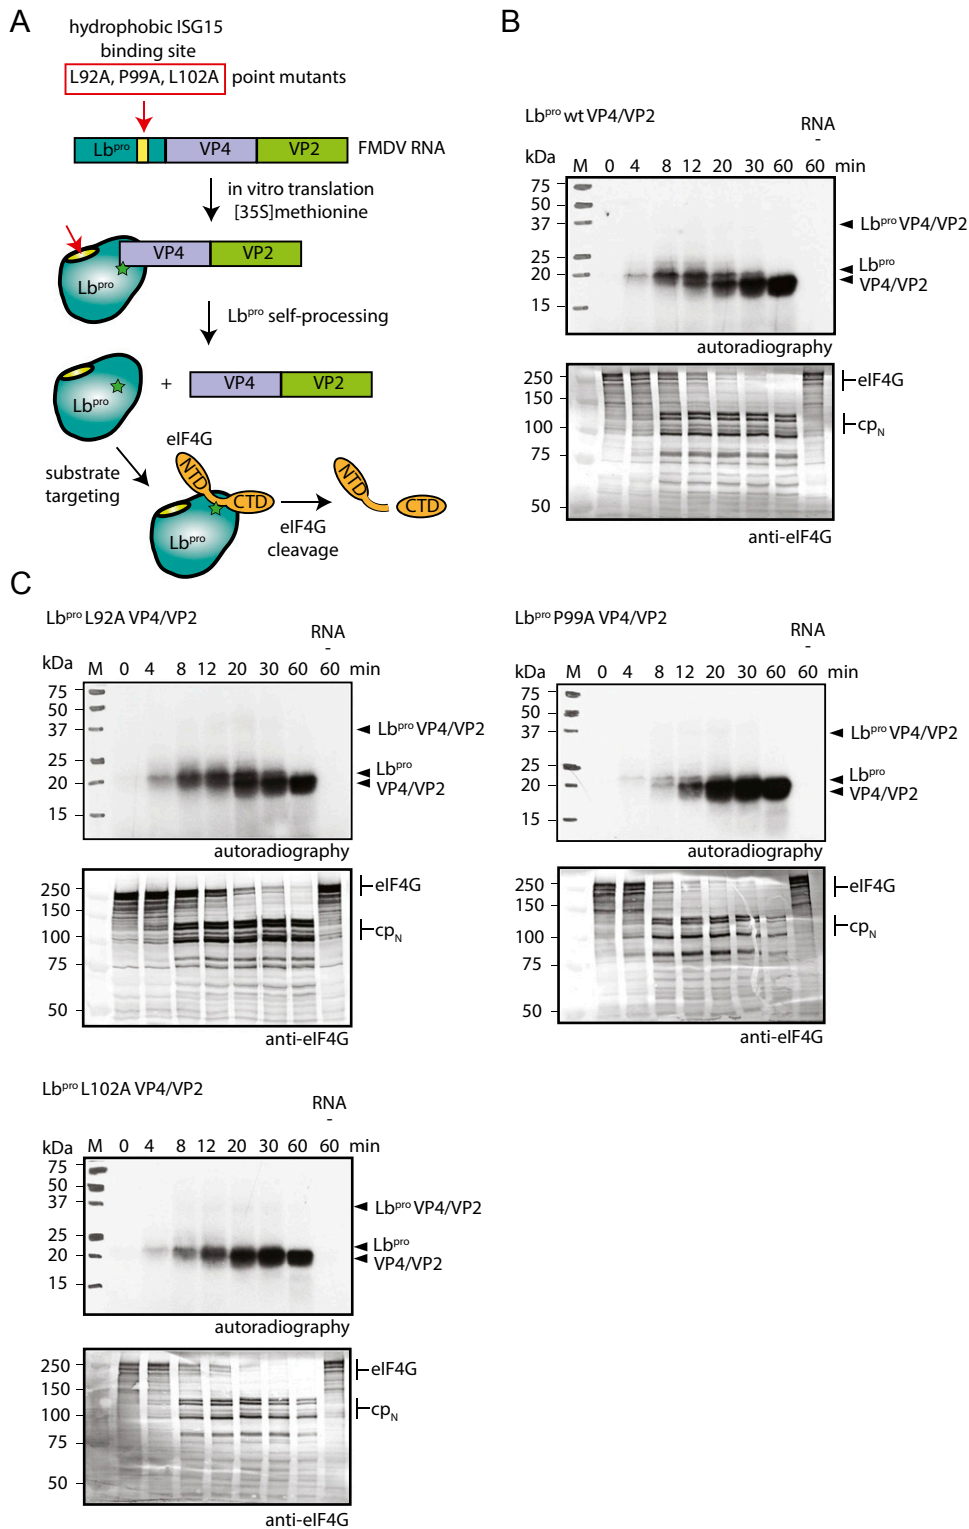 A
hydrophobic ISG15
binding site
L92A, P99A, L102A point mutants
Lbpro VP4 VP2 FMDV RNA
in vitro translation
[35S]methionine
VP4 VP2
Lbpro
Lbpro self-processing
Lbpro + VP4 VP2
eIF4G
substrate
targeting
NTD
CTD
Lbpro
eIF4G
cleavage
NTD
CTD
B
Lbpro wt VP4/VP2
RNA
-
kDa M 0 4 8 12 20 30 60 60 min
75
50
37
25
20
15
Lbpro VP4/VP2
Lbpro
VP4/VP2
autoradiography
250
150
100
75
50
eIF4G
cpN
anti-eIF4G
C
Lbpro L92A VP4/VP2
RNA
-
kDa M 0 4 8 12 20 30 60 60 min
75
50
37
25
20
15
Lbpro VP4/VP2
Lbpro
VP4/VP2
autoradiography
250
150
100
75
50
eIF4G
cpN
anti-eIF4G
Lbpro P99A VP4/VP2
RNA
-
kDa M 0 4 8 12 20 30 60 60 min
75
50
37
25
20
15
Lbpro VP4/VP2
Lbpro
VP4/VP2
autoradiography
250
150
100
75
50
eIF4G
cpN
anti-eIF4G
Lbpro L102A VP4/VP2
RNA
-
kDa M 0 4 8 12 20 30 60 60 min
75
50
37
25
20
15
Lbpro VP4/VP2
Lbpro
VP4/VP2
autoradiography
250
150
100
75
50
eIF4G
cpN
anti-eIF4G